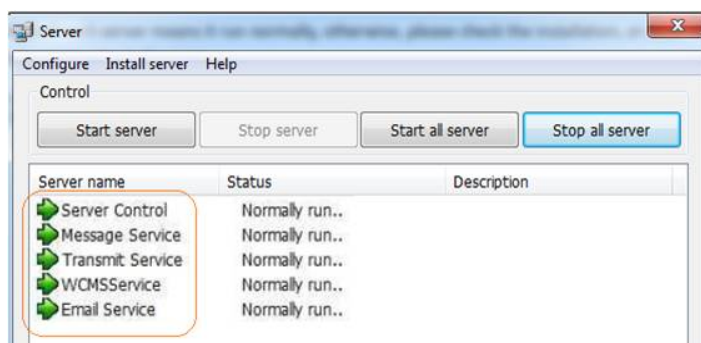 Server
Configure Install server Help
Control
Start server Stop server Start all server Stop all server
Server name Status Description
Server Control Normally run..
Message Service Normally run..
Transmit Service Normally run..
WCMSService Normally run..
Email Service Normally run..